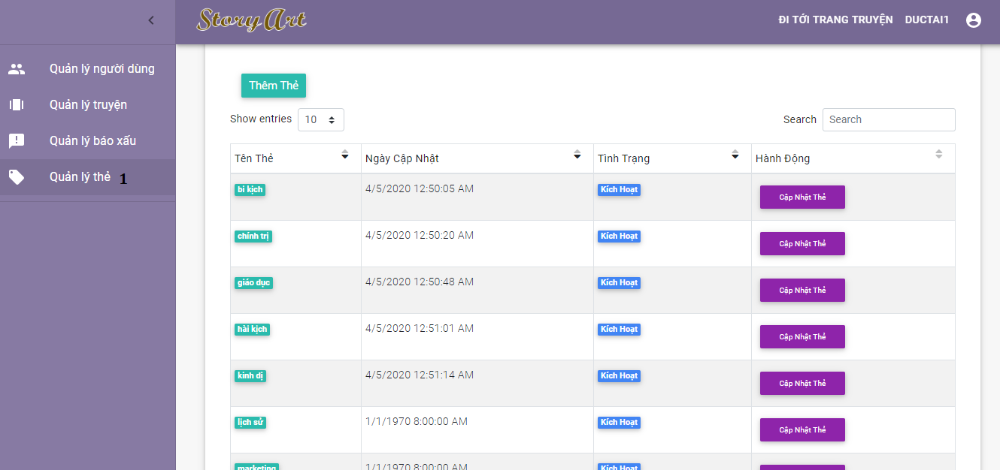 Story Art
ĐI TỚI TRANG TRUYỆN DUCTAI1
Quản lý người dùng
Quản lý truyện
Quản lý báo xấu
Quản lý thẻ 1
Thêm Thẻ
Show entries 10
Search Search
Tên Thẻ Ngày Cập Nhật Tình Trạng Hành Động
bi kịch 4/5/2020 12:50:05 AM Kích Hoạt Cập Nhật Thẻ
chính trị 4/5/2020 12:50:20 AM Kích Hoạt Cập Nhật Thẻ
giáo dục 4/5/2020 12:50:48 AM Kích Hoạt Cập Nhật Thẻ
hài kịch 4/5/2020 12:51:01 AM Kích Hoạt Cập Nhật Thẻ
kinh dị 4/5/2020 12:51:14 AM Kích Hoạt Cập Nhật Thẻ
lịch sử 1/1/1970 8:00:00 AM Kích Hoạt Cập Nhật Thẻ
marketing 1/1/1970 8:00:00 AM Kích Hoạt